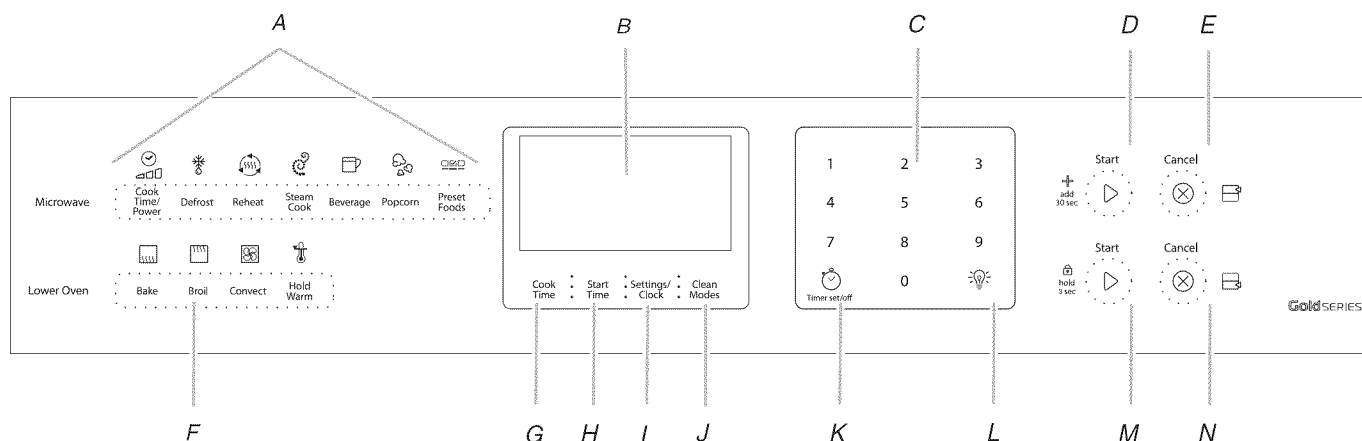 A B C D E
Start Cancel
1 2 3
Microwave
Cook Time/ Power
Defrost
Reheat
Steam Cook
Beverage
Popcorn
Preset Foods
add 30 sec
4 5 6
7 8 9
Start Cancel
Lower Oven
Bake
Broil
Convect
Hold Warm
Cook Time
Start Time
Settings/ Clock
Clean Modes
Timer set/off
0
hold 3 sec
Gold SERIES
F G H I J K L M N